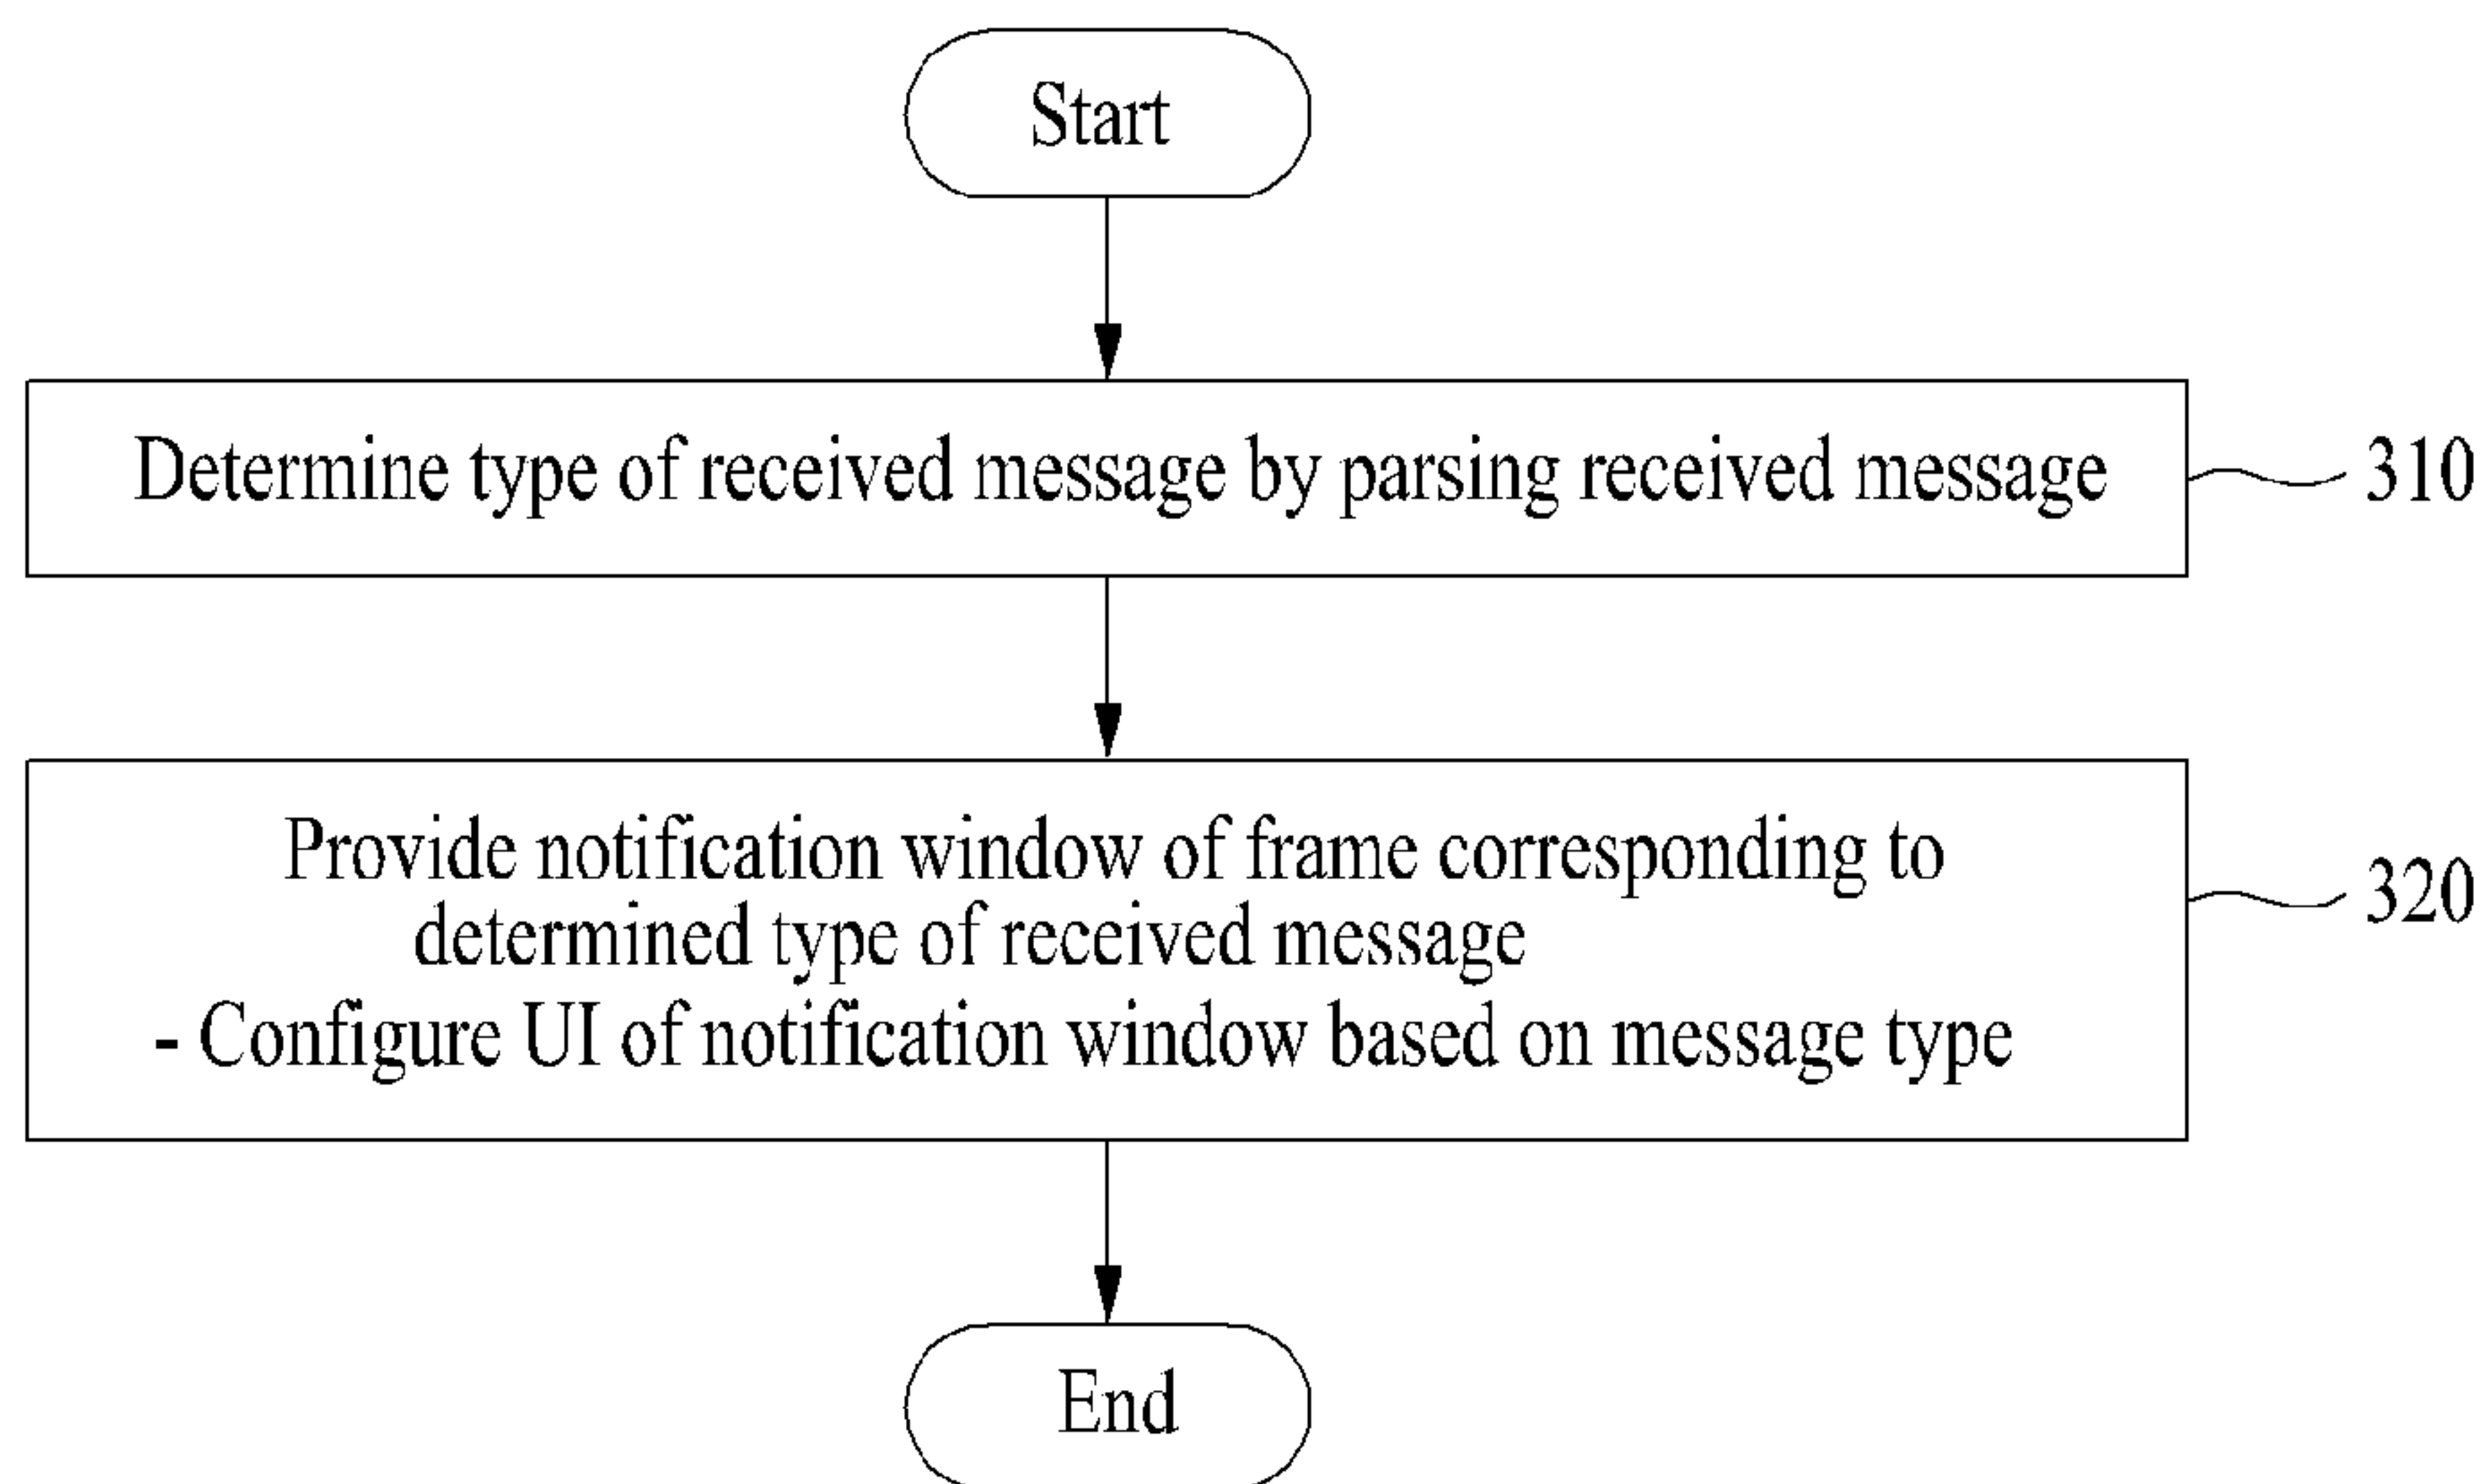 Start
Determine type of received message by parsing received message
310
Provide notification window of frame corresponding to
determined type of received message
- Configure UI of notification window based on message type
320
End